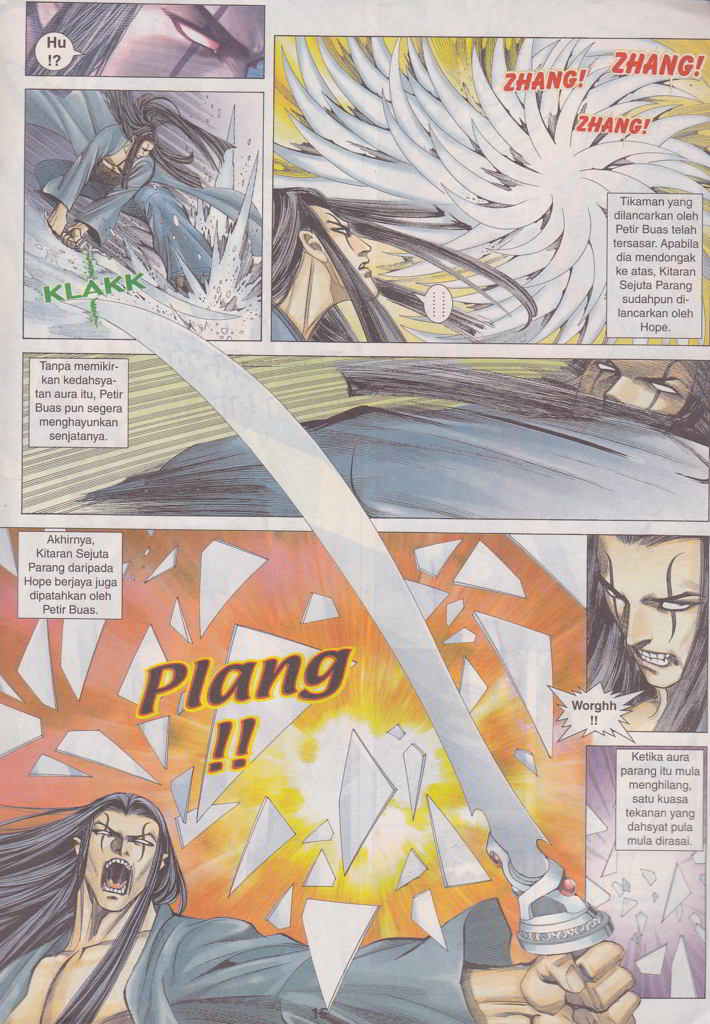 Hu
!?
ZHANG!
ZHANG!
ZHANG!
Tikaman yang
dilancarkan oleh
Petir Buas telah
tersasar. Apabila
dia mendongak
ke atas, Kitaran
Sejuta Parang
sudahpun di-
lancarkan oleh
Hope.
KLAKK
Tanpa memikir-
kan kedahsya-
tan aura itu, Petir
Buas pun segera
menghayunkan
senjatanya.
Akhirnya,
Kitaran Sejuta
Parang daripada
Hope berjaya juga
dipatahkan oleh
Petir Buas.
Plang
!!
Worghh
!!
Ketika aura
parang itu mula
menghilang,
satu kuasa
tekanan yang
dahsyat pula
mula dirasai.
15